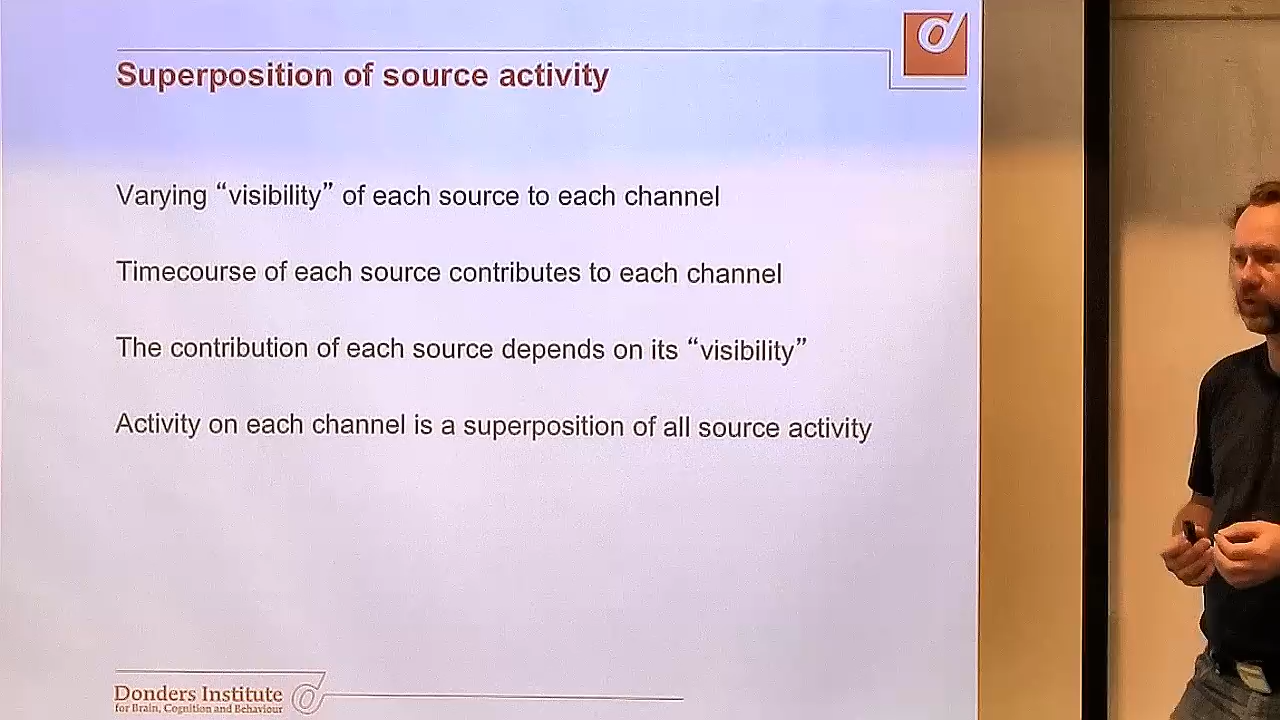 Superposition of source activity
Varying “visibility” of each source to each channel
Timecourse of each source contributes to each channel
The contribution of each source depends on its “visibility”
Activity on each channel is a superposition of all source activity
Donders Institute
for Brain, Cognition and Behaviour